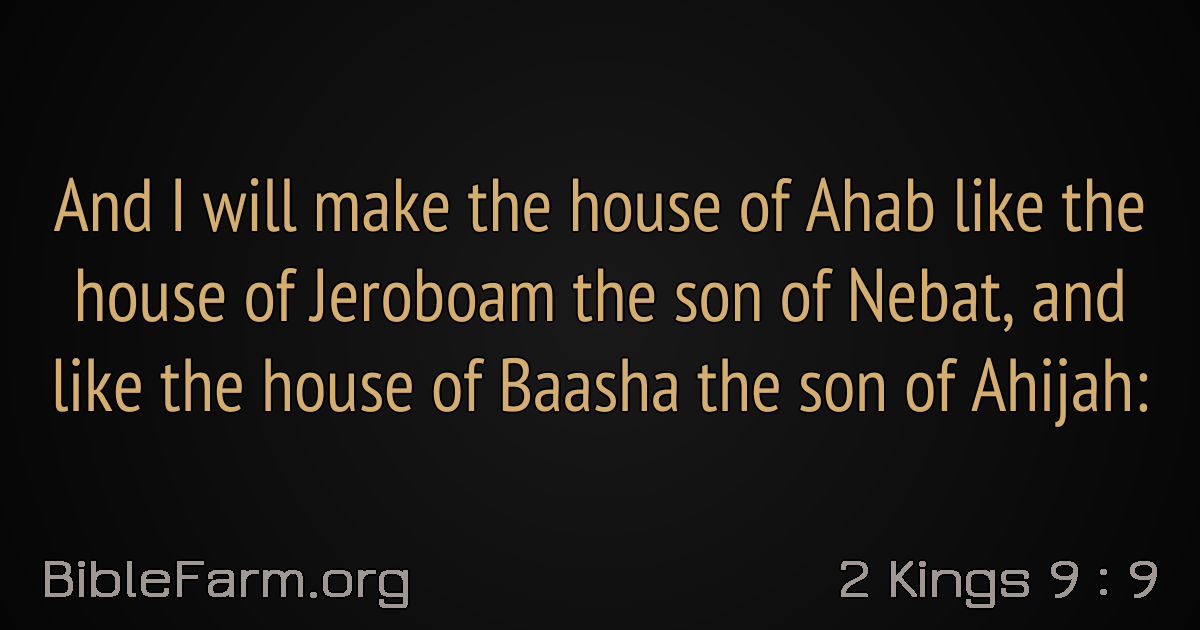 And I will make the house of Ahab like the
house of Jeroboam the son of Nebat, and
like the house of Baasha the son of Ahijah:
BibleFarm.org
2 Kings 9 : 9